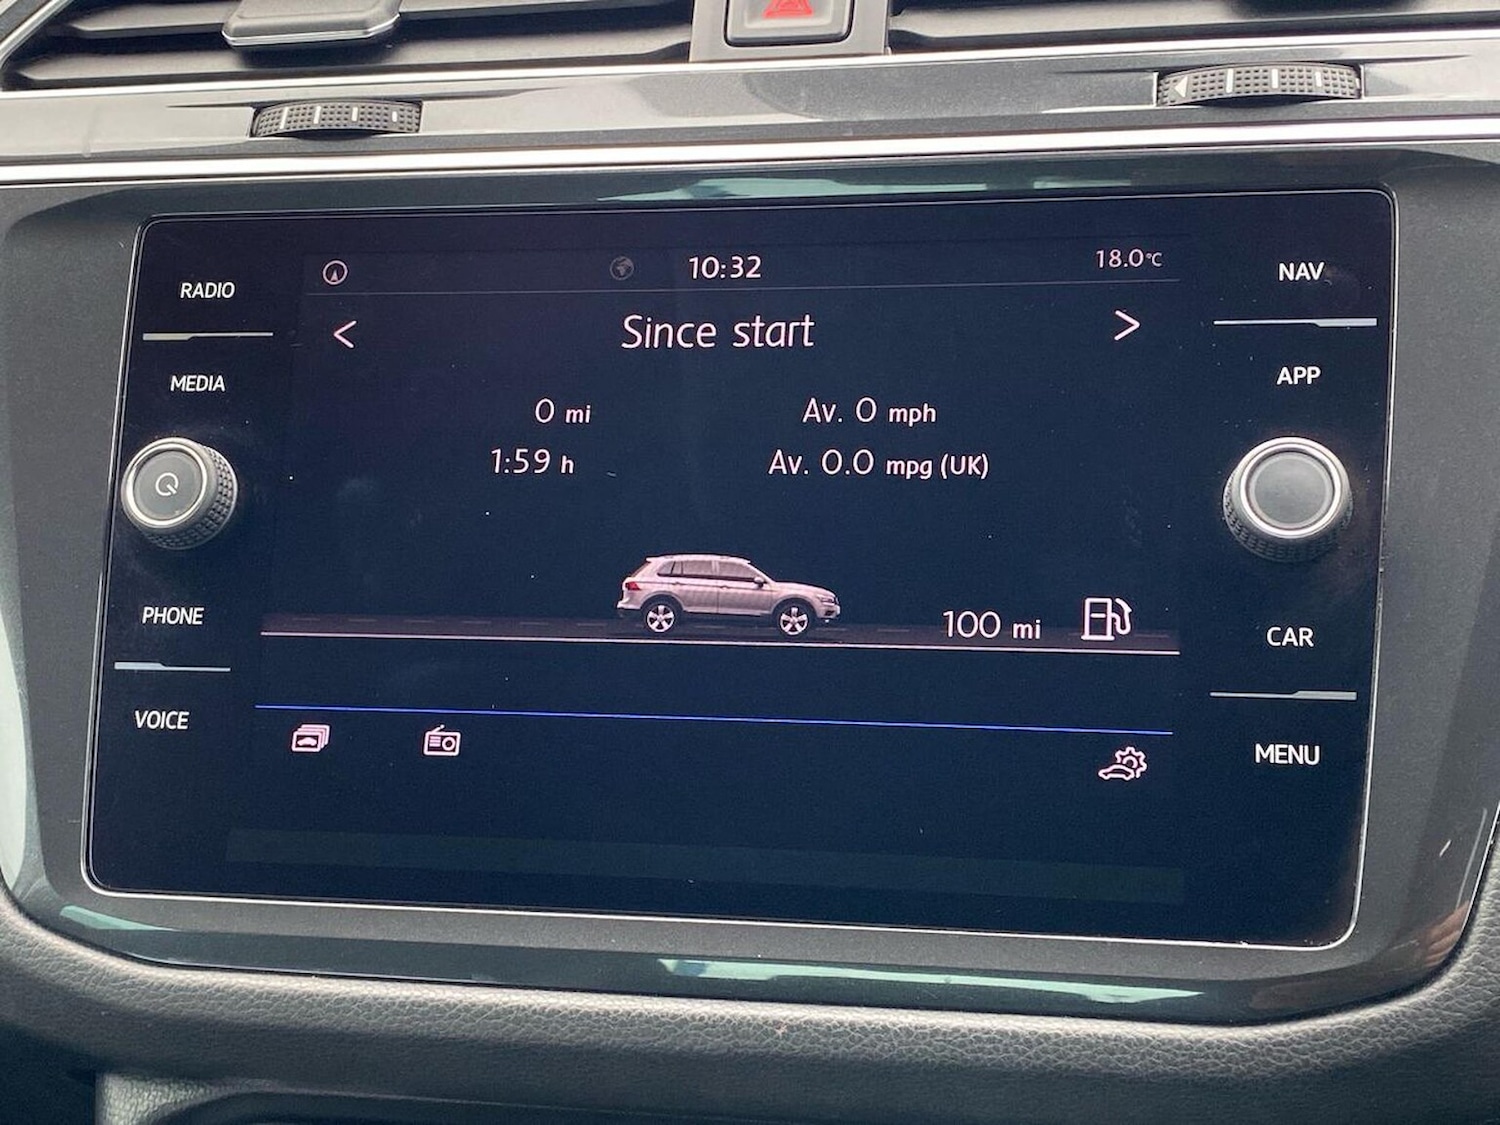 RADIO
MEDIA
PHONE
VOICE
10:32
18.0°C
< Since start >
0 mi
Av. 0 mph
1:59 h
Av. 0.0 mpg (UK)
100 mi
NAV
APP
CAR
MENU